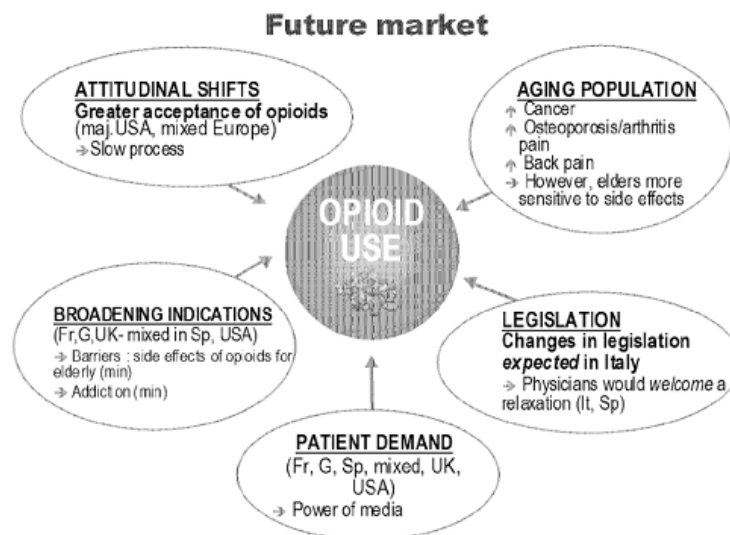 Future market
ATTITUDINAL SHIFTS
Greater acceptance of opioids
(maj.USA, mixed Europe)
→ Slow process
AGING POPULATION
↑ Cancer
↑ Osteoporosis/arthritis
pain
↑ Back pain
→ However, elders more
sensitive to side effects
OPIOID
USE
BROADENING INDICATIONS
(Fr,G,UK- mixed in Sp, USA)
→ Barriers : side effects of opioids for
elderly (min)
→ Addiction (min)
LEGISLATION
Changes in legislation
expected in Italy
→ Physicians would welcome a
relaxation (It, Sp)
PATIENT DEMAND
(Fr, G, Sp, mixed, UK,
USA)
→ Power of media